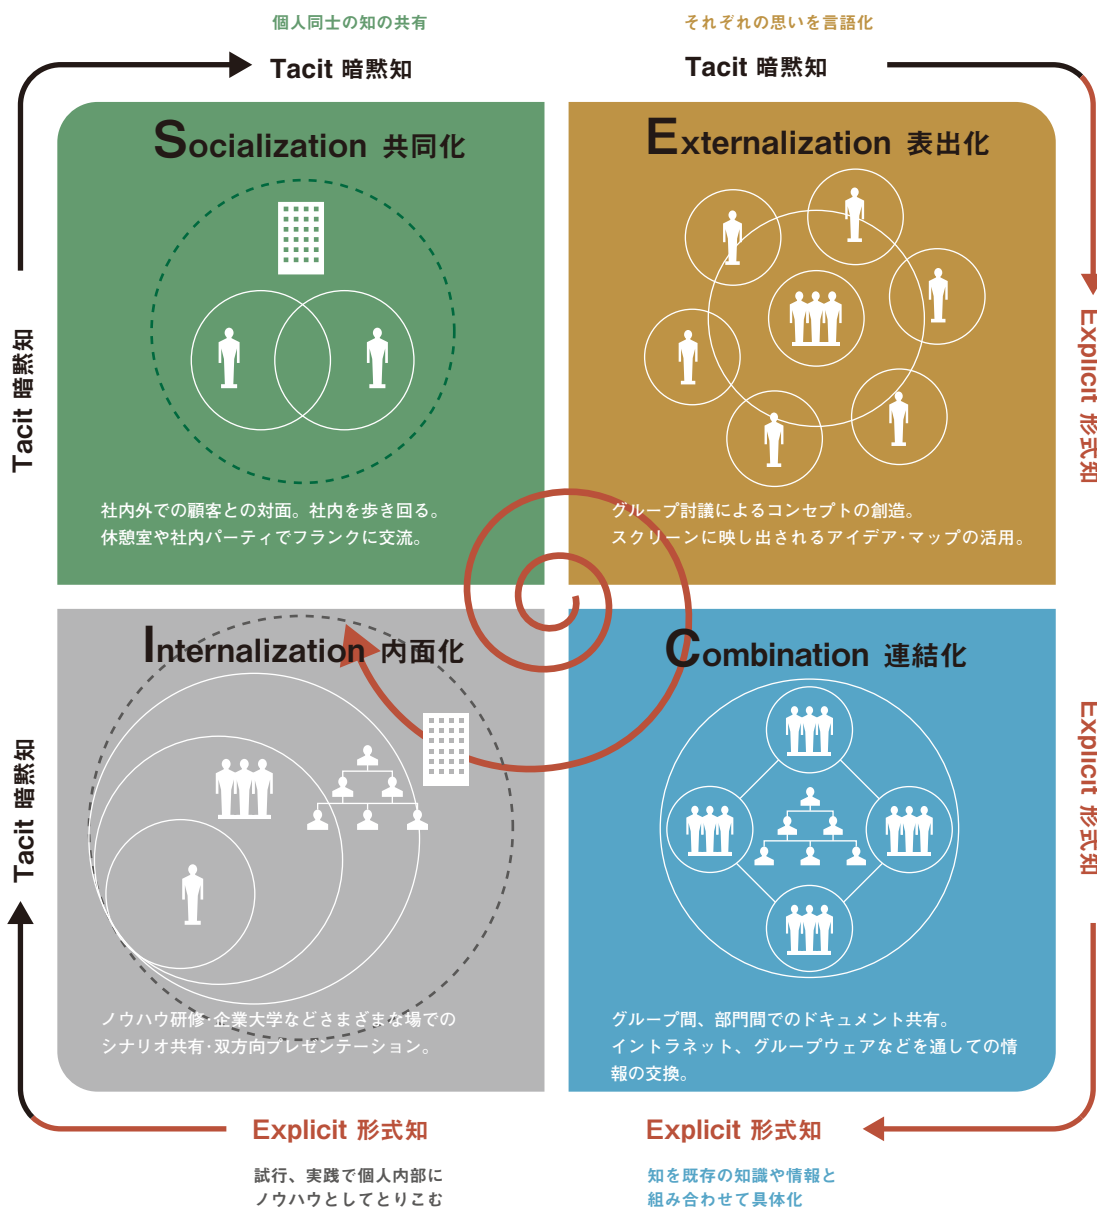 個人同士の知の共有
それぞれの思いを言語化
Tacit 暗黙知
Tacit 暗黙知
Socialization 共同化
Externalization 表出化
Tacit 暗黙知
Explicit 形式知
社内外での顧客との対面。社内を歩き回る。
休憩室や社内パーティでフランクに交流。
グループ討議によるコンセプトの創造。
スクリーンに映し出されるアイデア・マップの活用。
Internalization 内面化
Combination 連結化
Tacit 暗黙知
Explicit 形式知
ノウハウ研修・企業大学などさまざまな場での
シナリオ共有・双方向プレゼンテーション。
グループ間、部門間でのドキュメント共有。
イントラネット、グループウェアなどを通しての情
報の交換。
Explicit 形式知
Explicit 形式知
試行、実践で個人内部に
ノウハウとしてとりこむ
知を既存の知識や情報と
組み合わせて具体化